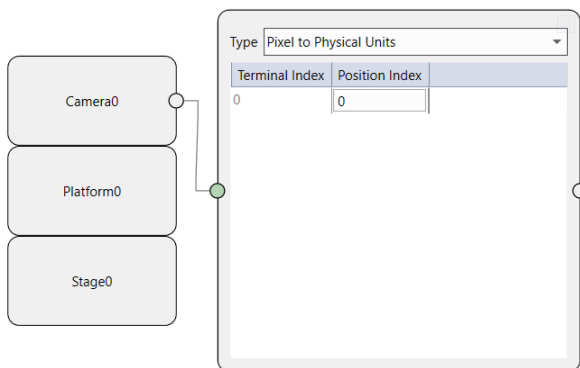 Type Pixel to Physical Units
Terminal Index Position Index
0 0
Camera0
Platform0
Stage0